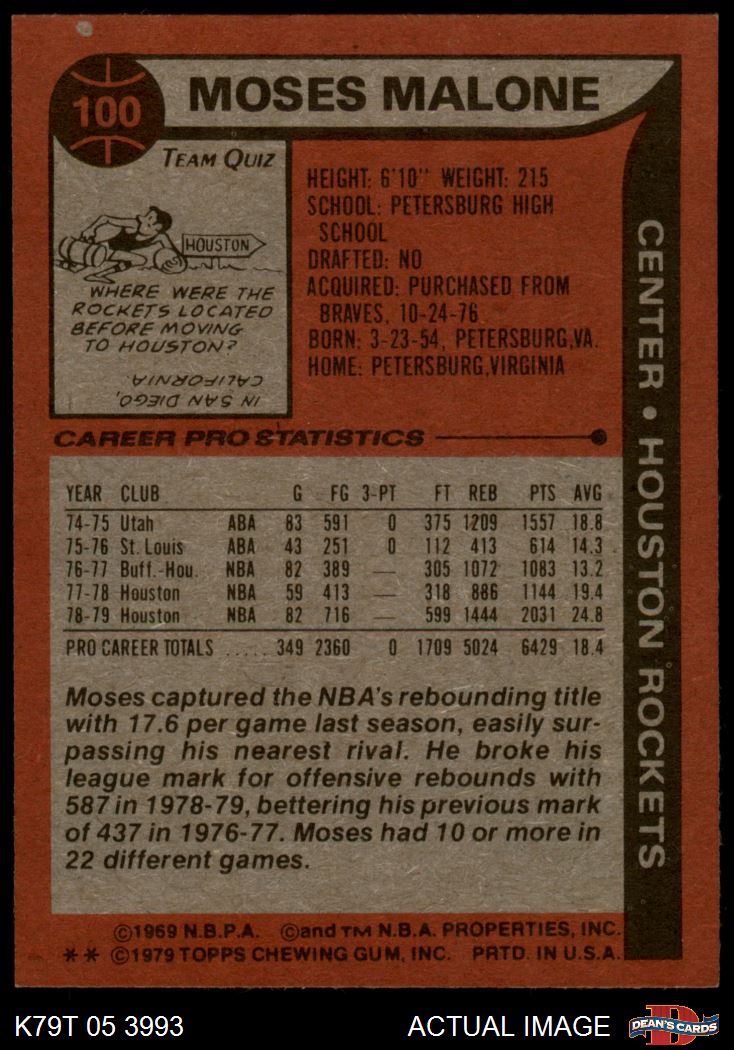 100
MOSES MALONE
TEAM QUIZ
HOUSTON
WHERE WERE THE
ROCKETS LOCATED
BEFORE MOVING
TO HOUSTON?
IN SAN DIEGO,
CALIFORNIA.
HEIGHT: 6'10" WEIGHT: 215
SCHOOL: PETERSBURG HIGH
SCHOOL
DRAFTED: NO
ACQUIRED: PURCHASED FROM
BRAVES, 10-24-76
BORN: 3-23-54, PETERSBURG,VA.
HOME: PETERSBURG,VIRGINIA
CENTER • HOUSTON ROCKETS
CAREER PRO STATISTICS
YEAR CLUB G FG 3-PT FT REB PTS AVG
74-75 Utah ABA 83 591 0 375 1209 1557 18.8
75-76 St. Louis ABA 43 251 0 112 413 614 14.3
76-77 Buff.-Hou. NBA 82 389 — 305 1072 1083 13.2
77-78 Houston NBA 59 413 — 318 886 1144 19.4
78-79 Houston NBA 82 716 — 599 1444 2031 24.8
PRO CAREER TOTALS ..... 349 2360 0 1709 5024 6429 18.4
Moses captured the NBA's rebounding title
with 17.6 per game last season, easily sur-
passing his nearest rival. He broke his
league mark for offensive rebounds with
587 in 1978-79, bettering his previous mark
of 437 in 1976-77. Moses had 10 or more in
22 different games.
©1969 N.B.P.A. ©and TM N.B.A. PROPERTIES, INC.
** ©1979 TOPPS CHEWING GUM, INC. PRTD. IN U.S.A.
K79T 05 3993 ACTUAL IMAGE
D
DEAN'S CARDS